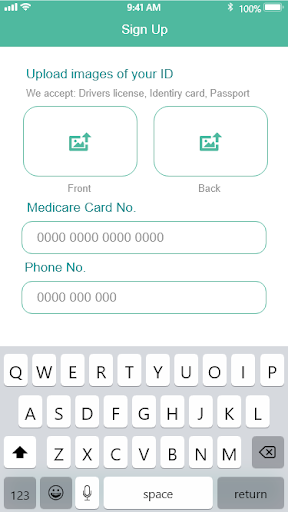 9:41 AM
100%
Sign Up
Upload images of your ID
We accept: Drivers license, Identiry card, Passport
Front Back
Medicare Card No.
0000 0000 0000 0000
Phone No.
0000 000 000
Q W E R T Y U O I P
A S D F G H J K L
Z X C V B N M
123 space return